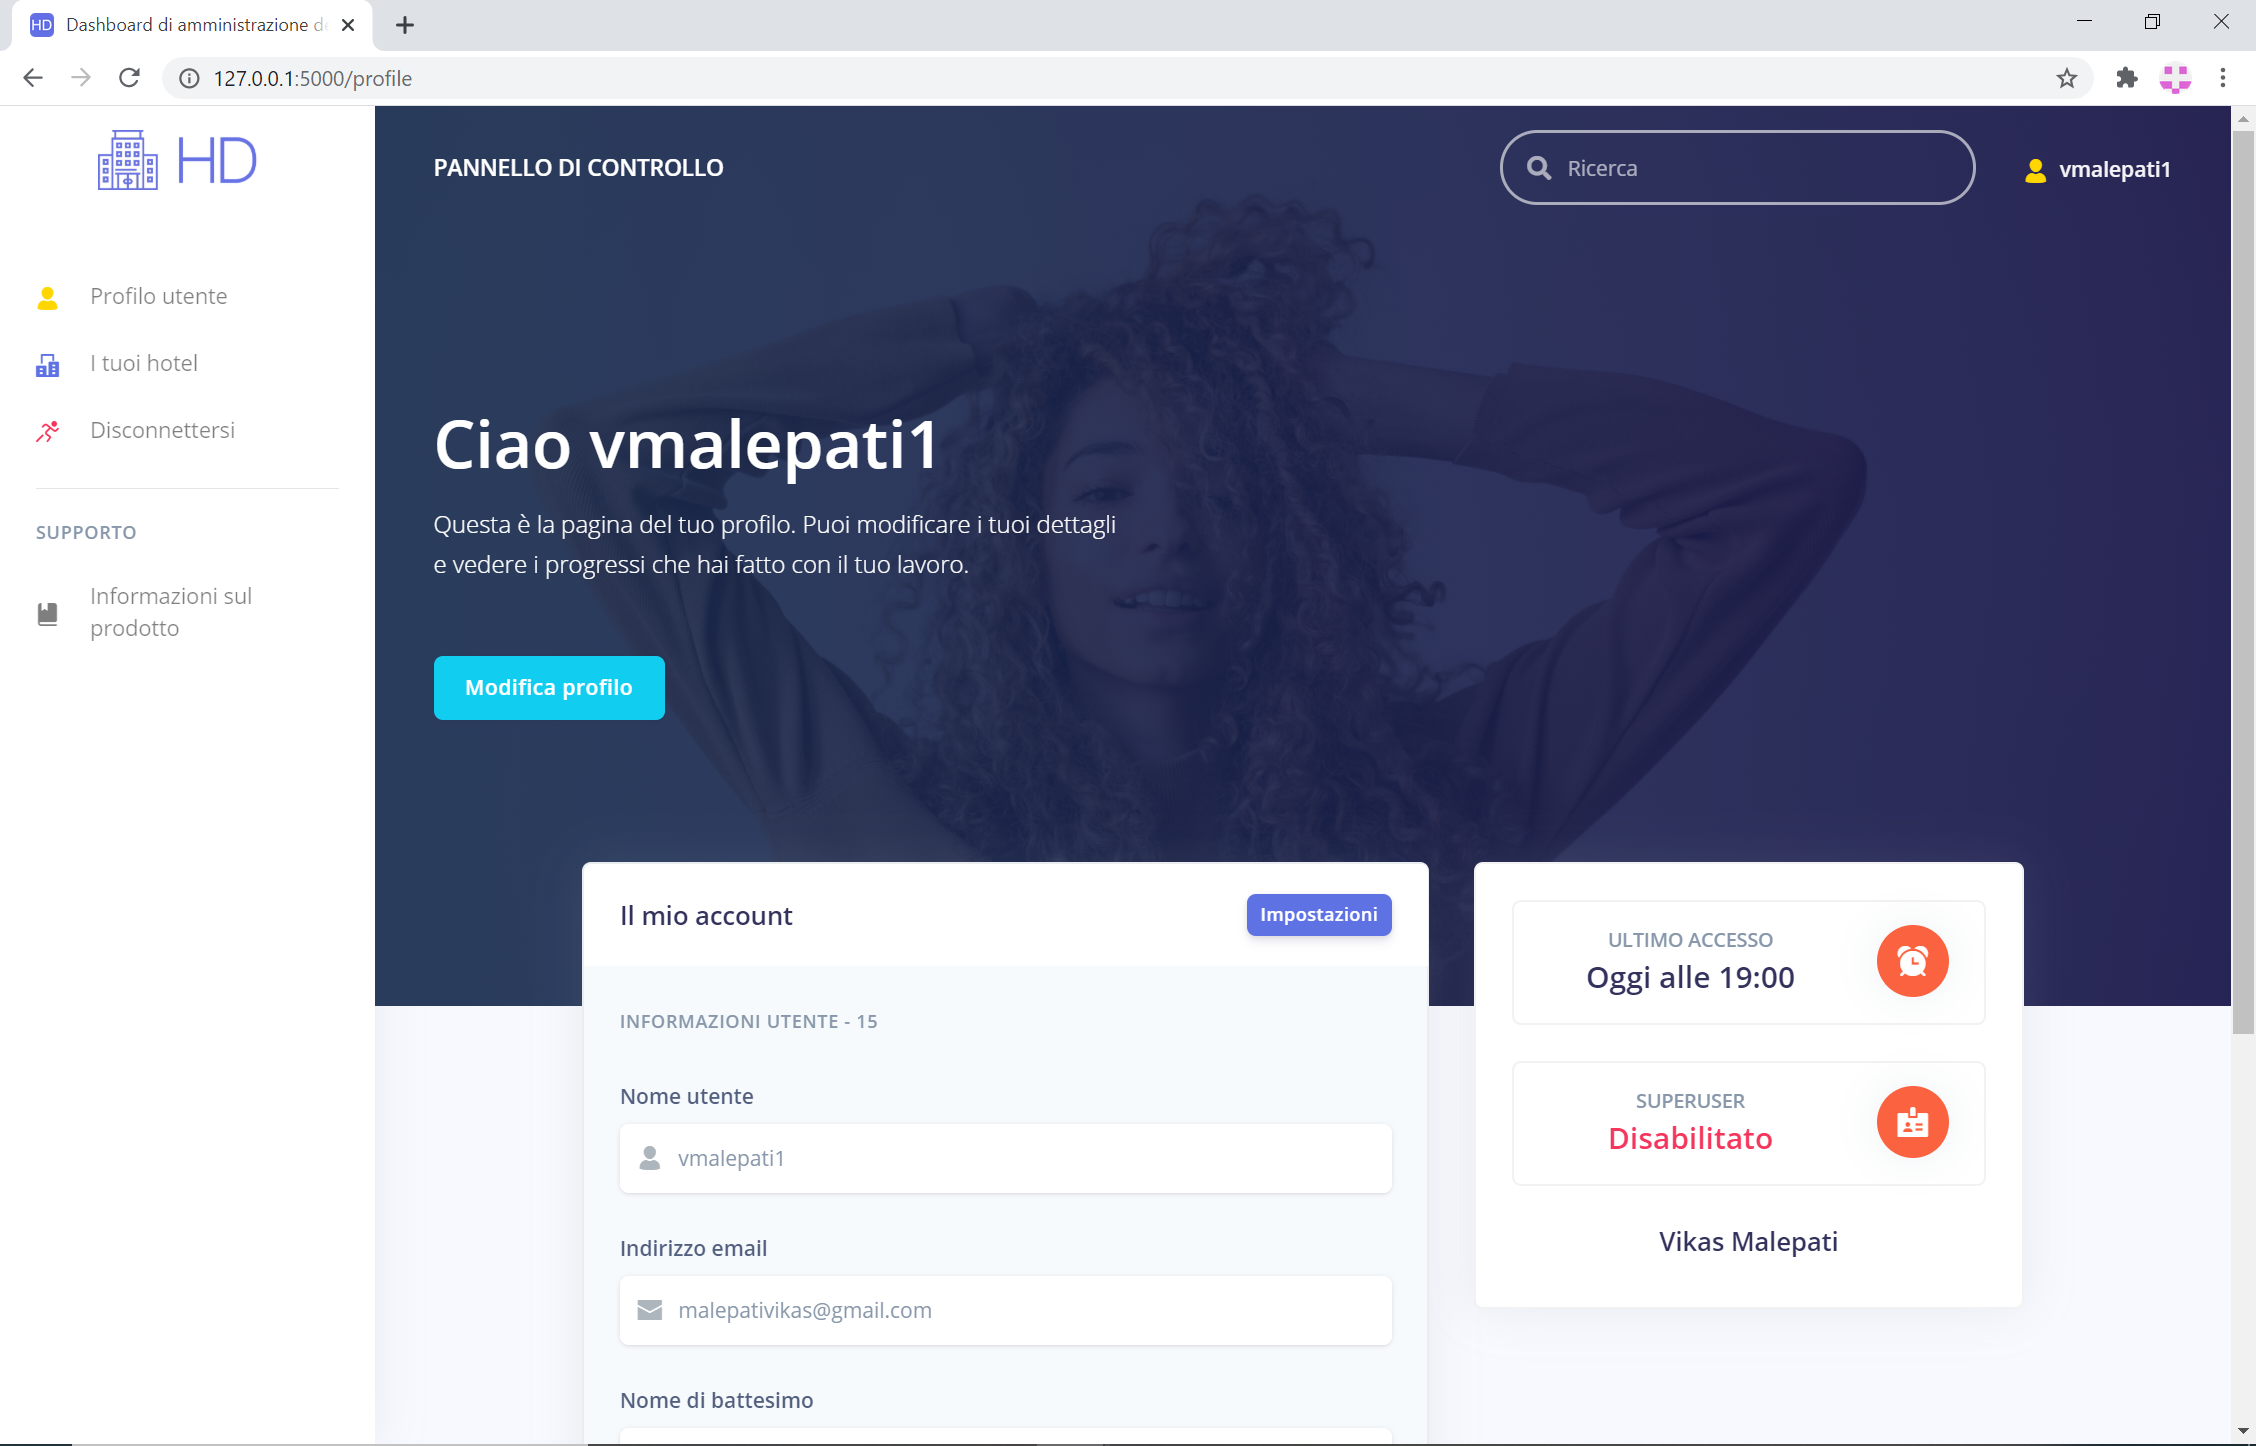 HD
Dashboard di amministrazione de
127.0.0.1:5000/profile
HD
PANNELLO DI CONTROLLO
Ricerca
vmalepati1
Profilo utente
I tuoi hotel
Disconnettersi
SUPPORTO
Informazioni sul
prodotto
Ciao vmalepati1
Questa è la pagina del tuo profilo. Puoi modificare i tuoi dettagli
e vedere i progressi che hai fatto con il tuo lavoro.
Modifica profilo
Il mio account
Impostazioni
INFORMAZIONI UTENTE - 15
Nome utente
vmalepati1
Indirizzo email
malepativikas@gmail.com
Nome di battesimo
ULTIMO ACCESSO
Oggi alle 19:00
SUPERUSER
Disabilitato
Vikas Malepati